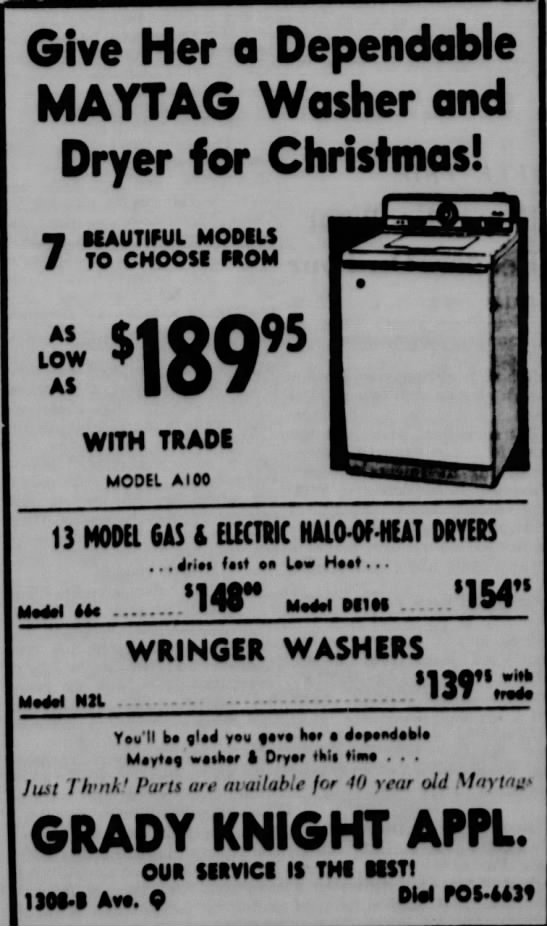 Give Her a Dependable
MAYTAG Washer and
Dryer for Christmas!
7 BEAUTIFUL MODELS
TO CHOOSE FROM
AS
LOW
AS
$189 95
WITH TRADE
MODEL A100
13 MODEL GAS & ELECTRIC HALO-OF-HEAT DRYERS
...dries fast on Low Heat...
Model 66c ........ $148 00 Model DE105 ...... $154 95
WRINGER WASHERS
Model N2L ........................ $139 95 with trade
You'll be glad you gave her a dependable
Maytag washer & Dryer this time . . .
Just Think! Parts are available for 40 year old Maytags
GRADY KNIGHT APPL.
OUR SERVICE IS THE BEST!
1308-B Ave. Q Dial PO5-6639